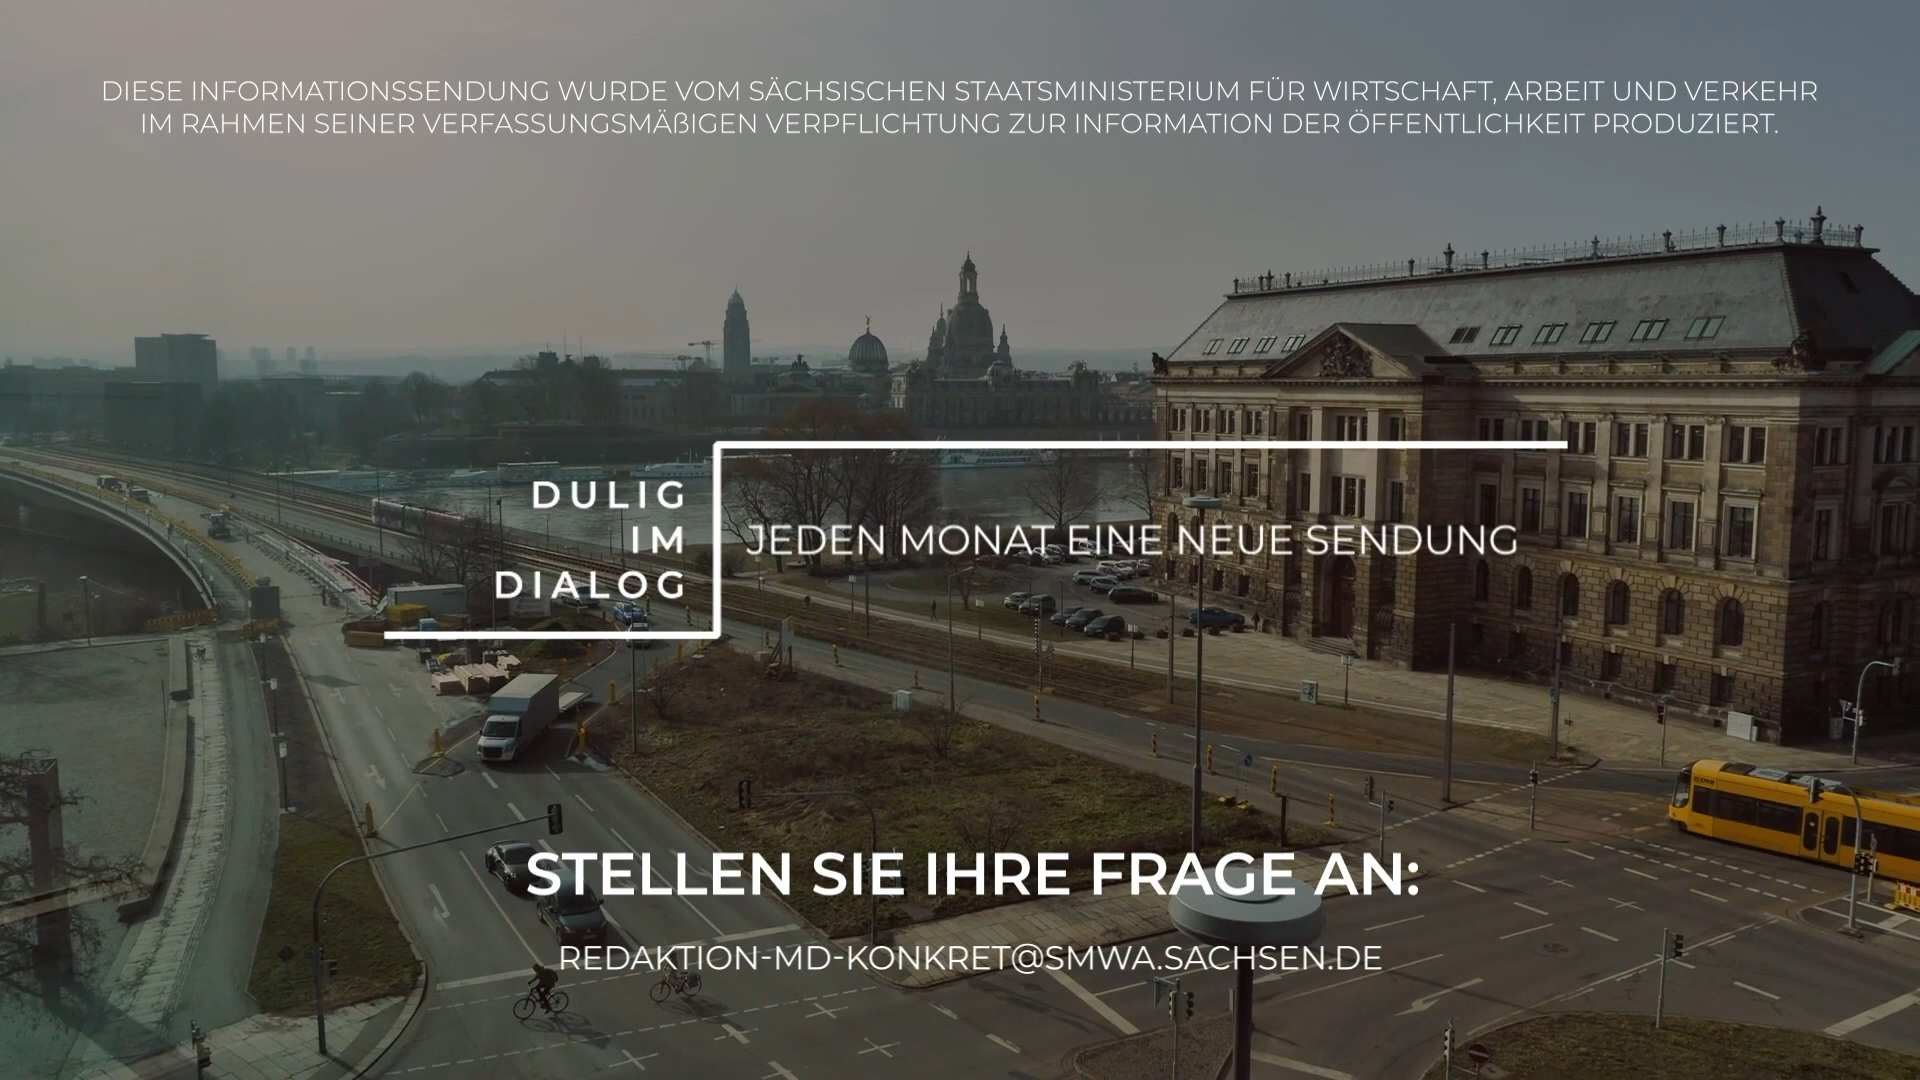 DIESE INFORMATIONSSENDUNG WURDE VOM SÄCHSISCHEN STAATSMINISTERIUM FÜR WIRTSCHAFT, ARBEIT UND VERKEHR
IM RAHMEN SEINER VERFASSUNGSMÄßIGEN VERPFLICHTUNG ZUR INFORMATION DER ÖFFENTLICHKEIT PRODUZIERT.
DULIG
IM
DIALOG
JEDEN MONAT EINE NEUE SENDUNG
STELLEN SIE IHRE FRAGE AN:
REDAKTION-MD-KONKRET@SMWA.SACHSEN.DE